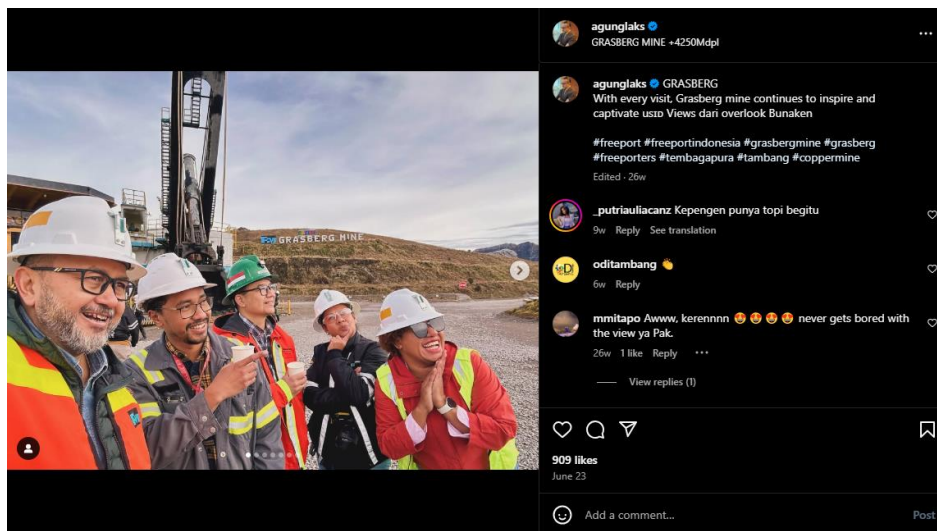 GRASBERG MINE
agunglaks
GRASBERG MINE +4250Mdpl
agunglaks GRASBERG
With every visit, Grasberg mine continues to inspire and
captivate usɪᴅ Views dari overlook Bunaken
#freeport #freeportindonesia #grasbergmine #grasberg
#freeporters #tembagapura #tambang #coppermine
Edited · 26w
_putriauliacanz Kepengen punya topi begitu
9w Reply See translation
oditambang 👏
6w Reply
mmitapo Awww, kerennnn 😍😍😍😍 never gets bored with
the view ya Pak.
26w 1 like Reply ···
View replies (1)
909 likes
June 23
Add a comment...
Post